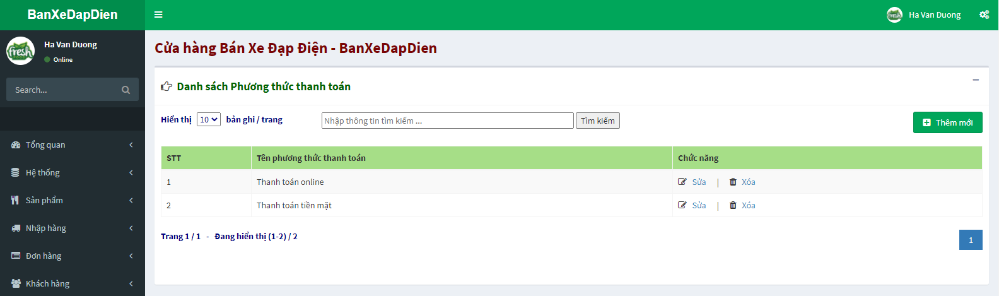 BanXeDapDien
Ha Van Duong
Ha Van Duong
Online
Search...
Tổng quan
Hệ thống
Sản phẩm
Nhập hàng
Đơn hàng
Khách hàng
Cửa hàng Bán Xe Đạp Điện - BanXeDapDien
Danh sách Phương thức thanh toán
Hiển thị 10 bản ghi / trang Nhập thông tin tìm kiếm ... Tìm kiếm Thêm mới
STT Tên phương thức thanh toán Chức năng
1 Thanh toán online Sửa | Xóa
2 Thanh toán tiền mặt Sửa | Xóa
Trang 1 / 1 - Đang hiển thị (1-2) / 2 1
fresh
fresh